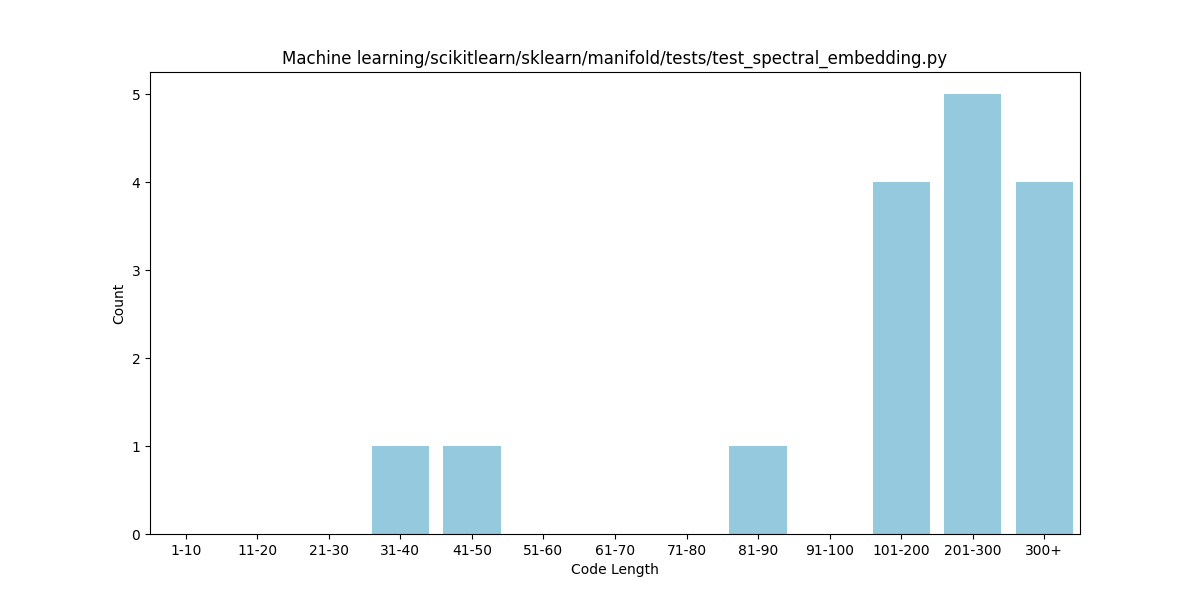 Machine learning/scikitlearn/sklearn/manifold/tests/test_spectral_embedding.py
5
4
3
2
1
0
Count
1-10 11-20 21-30 31-40 41-50 51-60 61-70 71-80 81-90 91-100 101-200 201-300 300+
Code Length